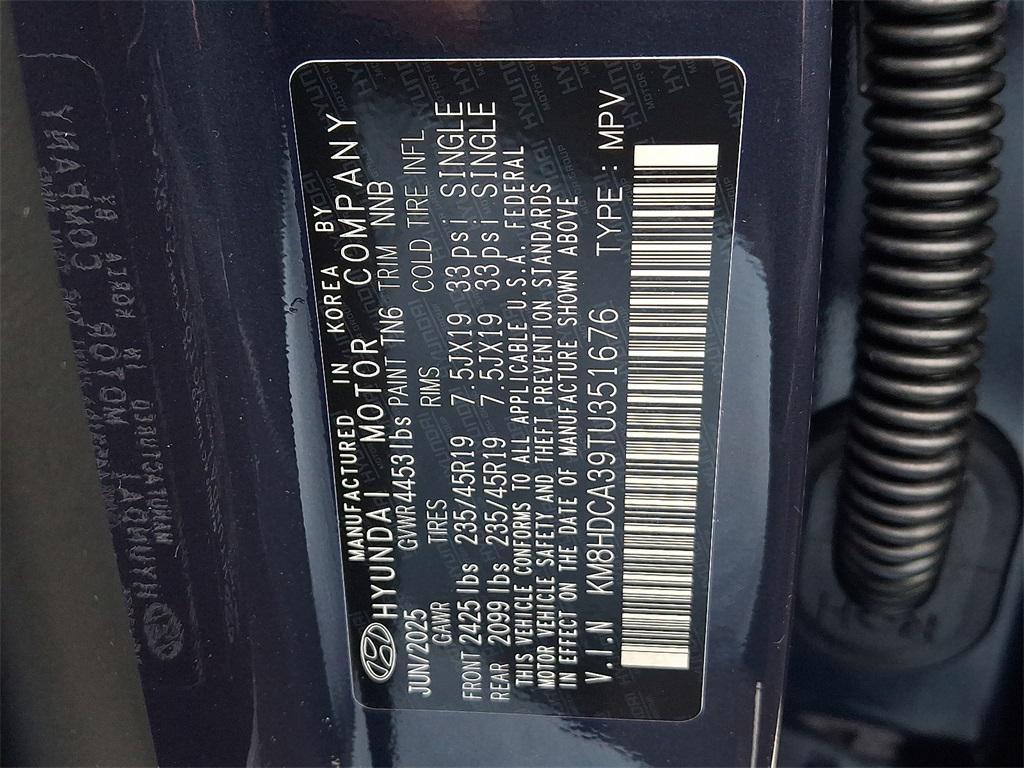 MANUFACTURED IN KOREA BY
HYUNDAI MOTOR COMPANY
JUN/2025 GVWR 4453 lbs PAINT TN6 TRIM NNB
GAWR TIRES RMS COLD TIRE INFL
FRONT 2425 lbs 235/45R19 7.5JX19 33psi SINGLE
REAR 2099 lbs 235/45R19 7.5JX19 33psi SINGLE
THIS VEHICLE CONFORMS TO ALL APPLICABLE U.S.A. FEDERAL
MOTOR VEHICLE SAFETY AND THEFT PREVENTION STANDARDS
IN EFFECT ON THE DATE OF MANUFACTURE SHOWN ABOVE
V.I.N KM8HDCA39TU351676 TYPE : MPV